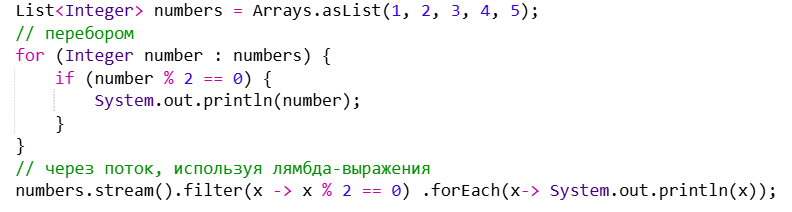 List<Integer> numbers = Arrays.asList(1, 2, 3, 4, 5);
// перебором
for (Integer number : numbers) {
    if (number % 2 == 0) {
        System.out.println(number);
    }
}
// через поток, используя лямбда-выражения
numbers.stream().filter(x -> x % 2 == 0) .forEach(x-> System.out.println(x));